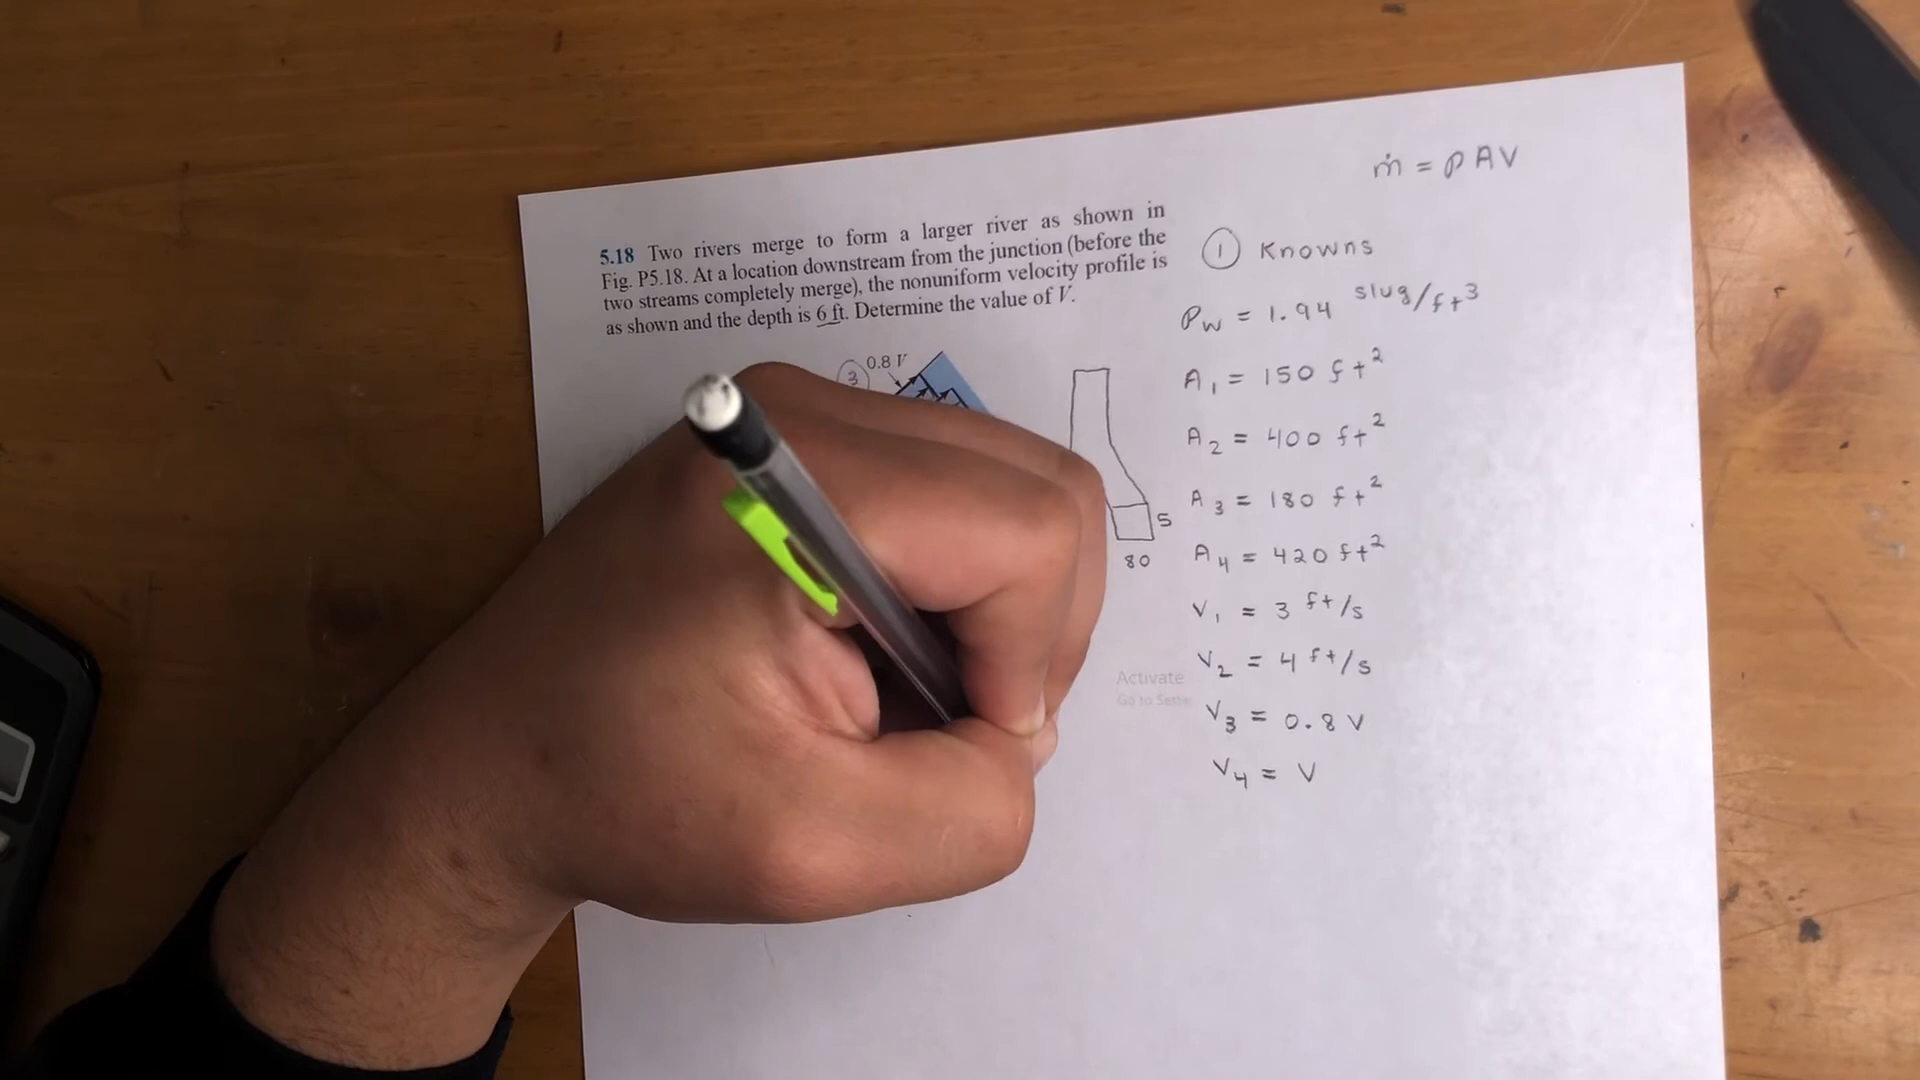 ṁ = ρAV
5.18 Two rivers merge to form a larger river as shown in
Fig. P5.18. At a location downstream from the junction (before the
two streams completely merge), the nonuniform velocity profile is
as shown and the depth is 6 ft. Determine the value of V.
3
0.8 V
5
80
1 Knowns
ρw = 1.94 slug/ft³
A₁ = 150 ft²
A₂ = 400 ft²
A₃ = 180 ft²
A₄ = 420 ft²
V₁ = 3 ft/s
V₂ = 4 ft/s
V₃ = 0.8 V
V₄ = V
Activate
Go to